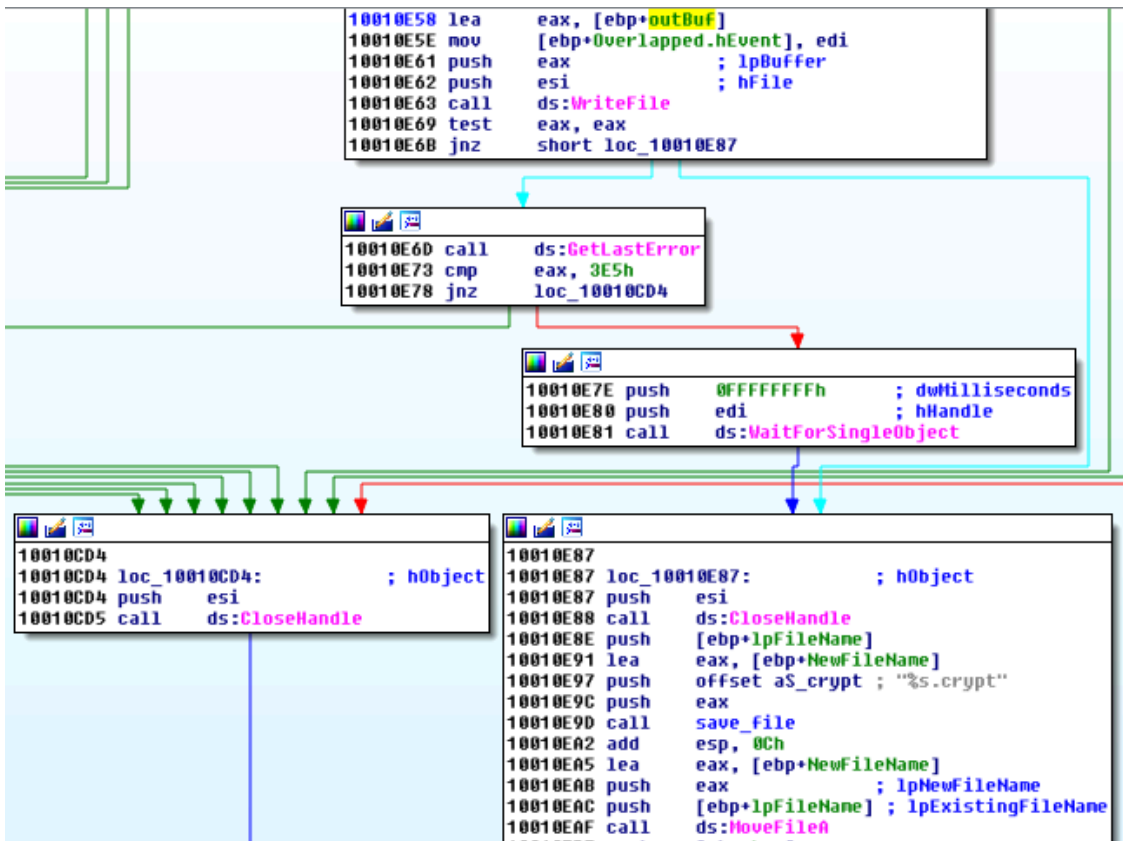 10010E58 lea eax, [ebp+outBuf]
10010E5E mov [ebp+Overlapped.hEvent], edi
10010E61 push eax ; lpBuffer
10010E62 push esi ; hFile
10010E63 call ds:WriteFile
10010E69 test eax, eax
10010E6B jnz short loc_10010E87
10010E6D call ds:GetLastError
10010E73 cmp eax, 3E5h
10010E78 jnz loc_10010CD4
10010E7E push 0FFFFFFFFh ; dwMilliseconds
10010E80 push edi ; hHandle
10010E81 call ds:WaitForSingleObject
10010CD4
10010CD4 loc_10010CD4: ; hObject
10010CD4 push esi
10010CD5 call ds:CloseHandle
10010E87
10010E87 loc_10010E87: ; hObject
10010E87 push esi
10010E88 call ds:CloseHandle
10010E8E push [ebp+lpFileName]
10010E91 lea eax, [ebp+NewFileName]
10010E97 push offset aS_crypt ; "%s.crypt"
10010E9C push eax
10010E9D call save_file
10010EA2 add esp, 0Ch
10010EA5 lea eax, [ebp+NewFileName]
10010EAB push eax ; lpNewFileName
10010EAC push [ebp+lpFileName] ; lpExistingFileName
10010EAF call ds:MoveFileA